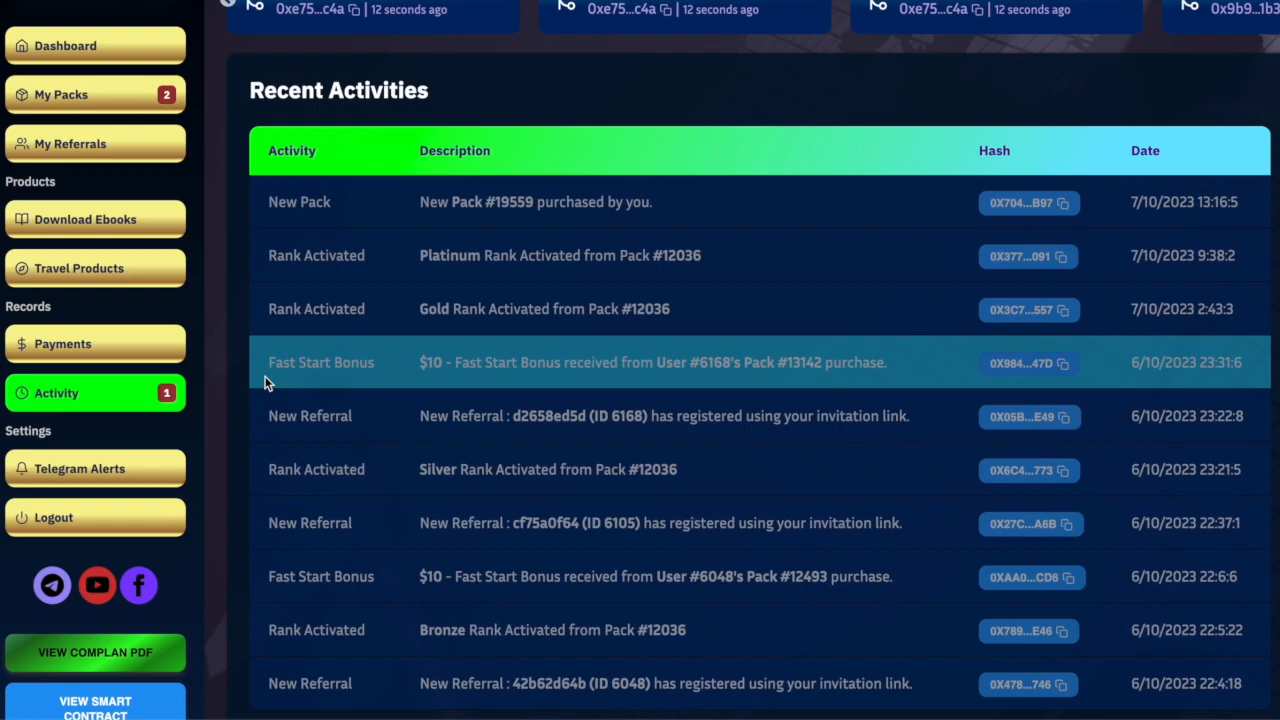 0xe75...c4a | 12 seconds ago
0xe75...c4a | 12 seconds ago
0xe75...c4a | 12 seconds ago
0x9b9...1b3
Dashboard
My Packs 2
My Referrals
Products
Download Ebooks
Travel Products
Records
$ Payments
Activity 1
Settings
Telegram Alerts
Logout
VIEW COMPLAN PDF
VIEW SMART
CONTRACT
Recent Activities
Activity Description Hash Date
New Pack New Pack #19559 purchased by you. 0X704...B97 7/10/2023 13:16:5
Rank Activated Platinum Rank Activated from Pack #12036 0X377...091 7/10/2023 9:38:2
Rank Activated Gold Rank Activated from Pack #12036 0X3C7...557 7/10/2023 2:43:3
Fast Start Bonus $10 - Fast Start Bonus received from User #6168's Pack #13142 purchase. 0X984...47D 6/10/2023 23:31:6
New Referral New Referral : d2658ed5d (ID 6168) has registered using your invitation link. 0X05B...E49 6/10/2023 23:22:8
Rank Activated Silver Rank Activated from Pack #12036 0X6C4...773 6/10/2023 23:21:5
New Referral New Referral : cf75a0f64 (ID 6105) has registered using your invitation link. 0X27C...A6B 6/10/2023 22:37:1
Fast Start Bonus $10 - Fast Start Bonus received from User #6048's Pack #12493 purchase. 0XAA0...CD6 6/10/2023 22:6:6
Rank Activated Bronze Rank Activated from Pack #12036 0X789...E46 6/10/2023 22:5:22
New Referral New Referral : 42b62d64b (ID 6048) has registered using your invitation link. 0X478...746 6/10/2023 22:4:18